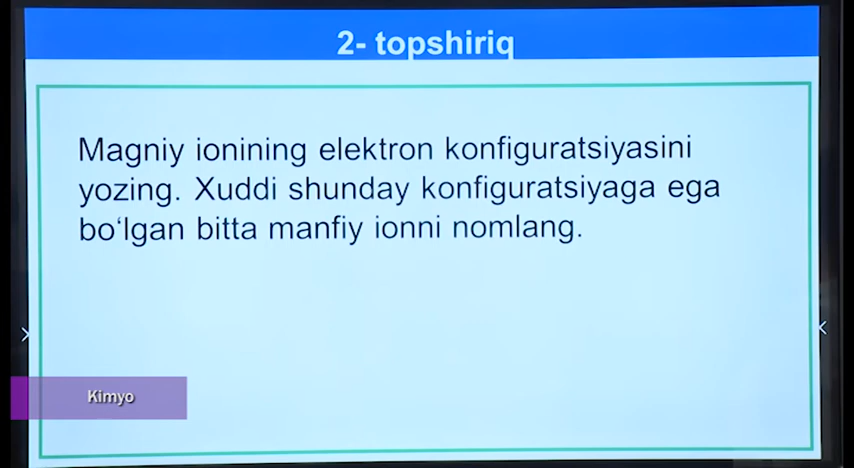 2- topshiriq
Magniy ionining elektron konfiguratsiyasini
yozing. Xuddi shunday konfiguratsiyaga ega
bo‘lgan bitta manfiy ionni nomlang.
Kimyo